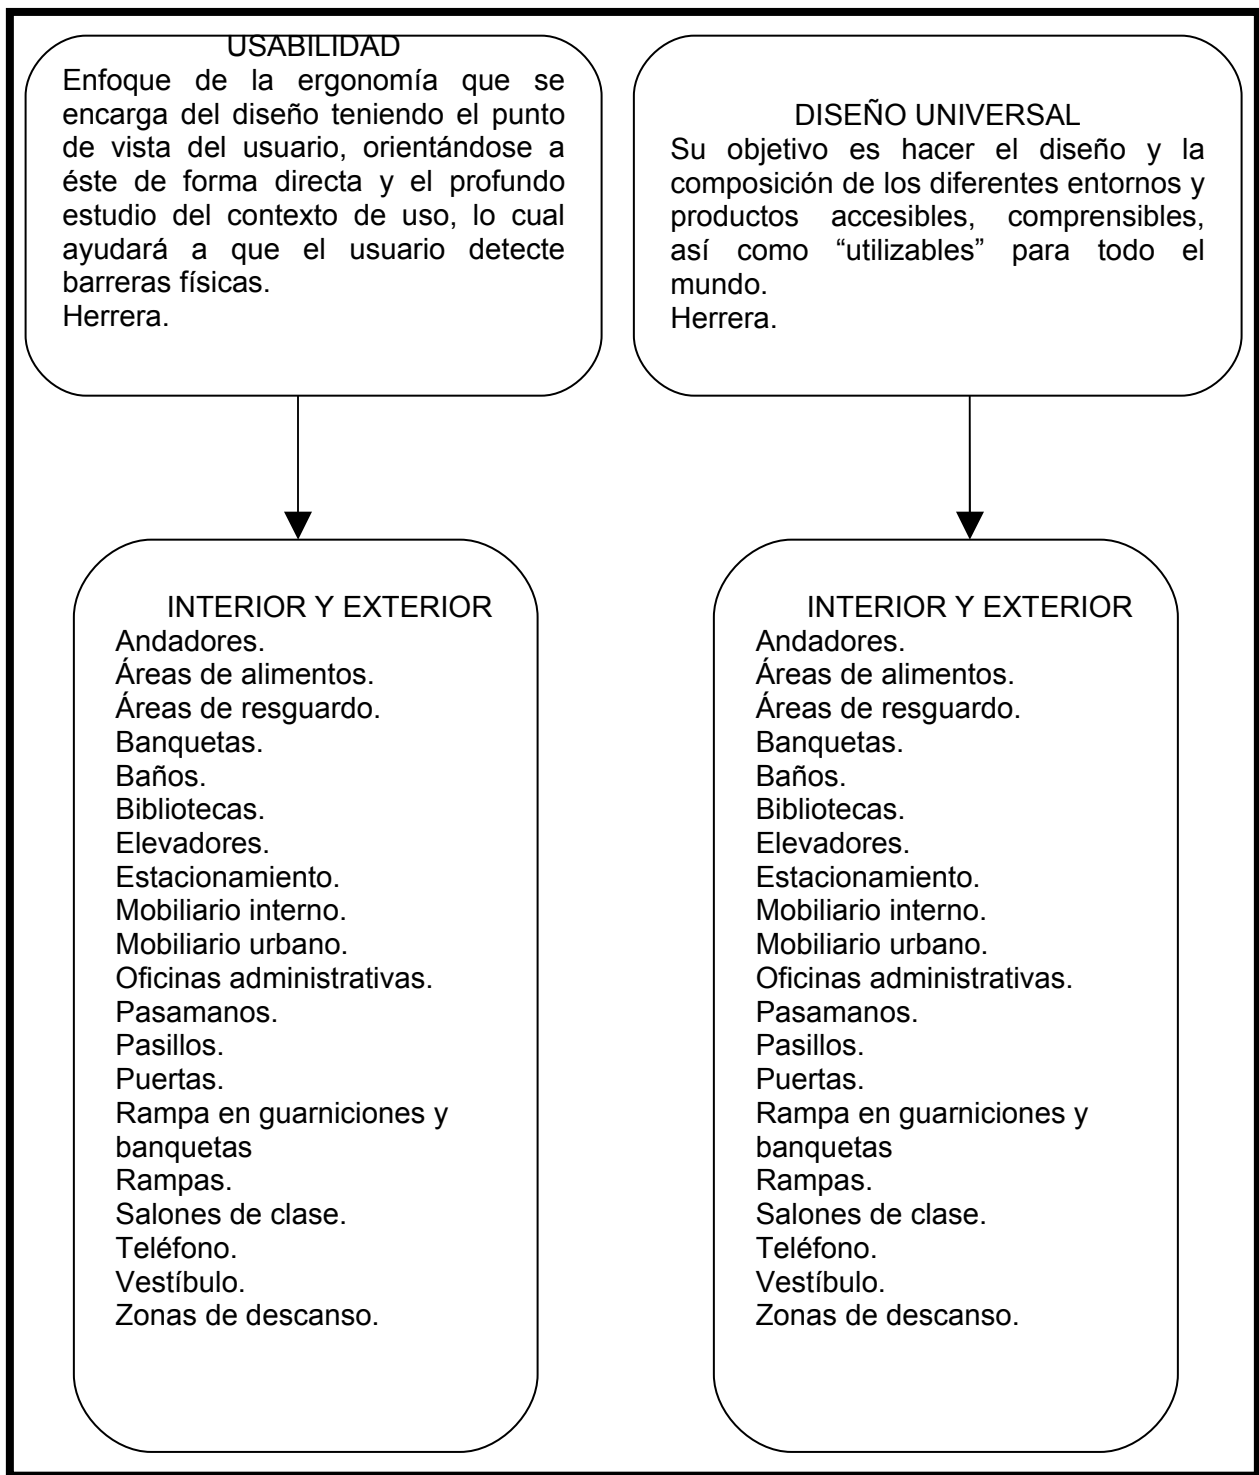 USABILIDAD
Enfoque de la ergonomía que se
encarga del diseño teniendo el punto
de vista del usuario, orientándose a
éste de forma directa y el profundo
estudio del contexto de uso, lo cual
ayudará a que el usuario detecte
barreras físicas.
Herrera.
DISEÑO UNIVERSAL
Su objetivo es hacer el diseño y la
composición de los diferentes entornos y
productos accesibles, comprensibles,
así como “utilizables” para todo el
mundo.
Herrera.
INTERIOR Y EXTERIOR
Andadores.
Áreas de alimentos.
Áreas de resguardo.
Banquetas.
Baños.
Bibliotecas.
Elevadores.
Estacionamiento.
Mobiliario interno.
Mobiliario urbano.
Oficinas administrativas.
Pasamanos.
Pasillos.
Puertas.
Rampa en guarniciones y
banquetas
Rampas.
Salones de clase.
Teléfono.
Vestíbulo.
Zonas de descanso.
INTERIOR Y EXTERIOR
Andadores.
Áreas de alimentos.
Áreas de resguardo.
Banquetas.
Baños.
Bibliotecas.
Elevadores.
Estacionamiento.
Mobiliario interno.
Mobiliario urbano.
Oficinas administrativas.
Pasamanos.
Pasillos.
Puertas.
Rampa en guarniciones y
banquetas
Rampas.
Salones de clase.
Teléfono.
Vestíbulo.
Zonas de descanso.